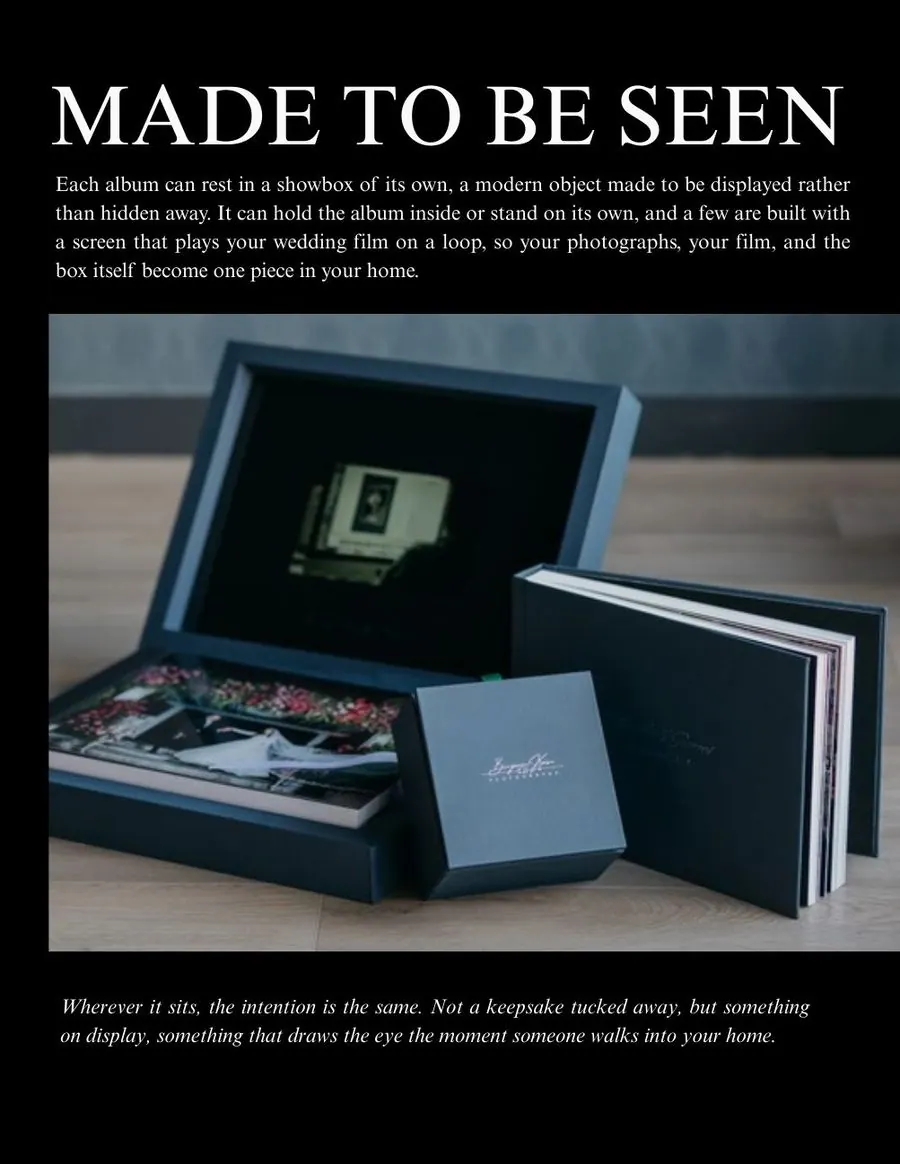 MADE TO BE SEEN
Each album can rest in a showbox of its own, a modern object made to be displayed rather
than hidden away. It can hold the album inside or stand on its own, and a few are built with
a screen that plays your wedding film on a loop, so your photographs, your film, and the
box itself become one piece in your home.
PHOTOGRAPHY
Wherever it sits, the intention is the same. Not a keepsake tucked away, but something
on display, something that draws the eye the moment someone walks into your home.